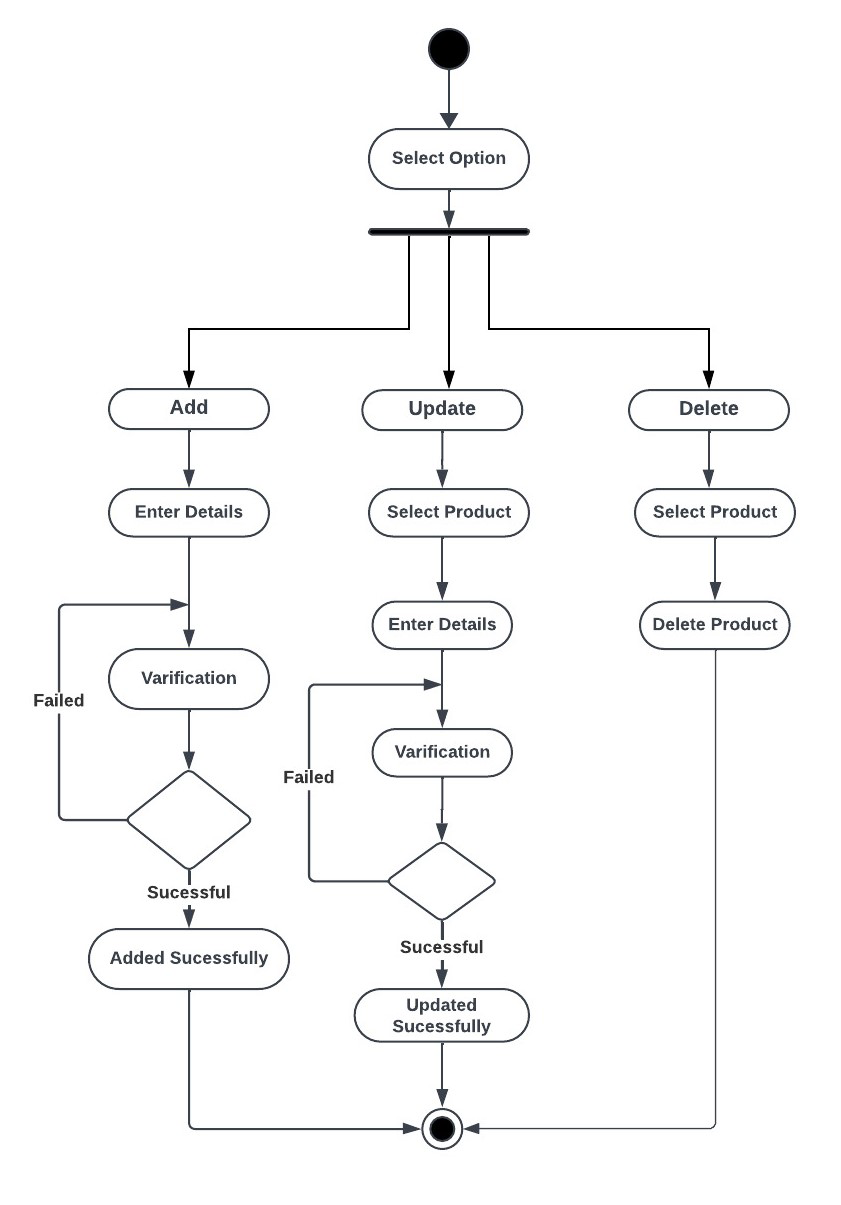 Select Option
Add
Update
Delete
Enter Details
Select Product
Select Product
Enter Details
Delete Product
Varification
Failed
Varification
Failed
Sucessful
Sucessful
Added Sucessfully
Updated
Sucessfully